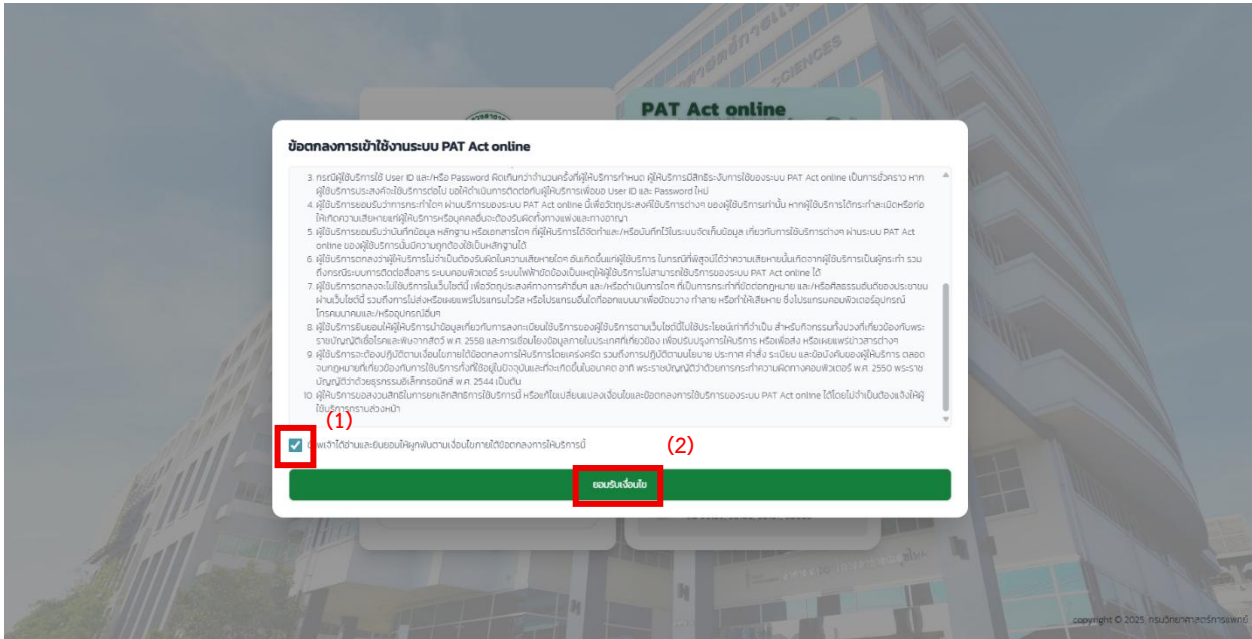 PAT Act online
ข้อตกลงการเข้าใช้งานระบบ PAT Act online
3. กรณีผู้ใช้บริการใช้ User ID และ/หรือ Password ผิดเกินกว่าจำนวนครั้งที่ผู้ให้บริการกำหนด ผู้ให้บริการมีสิทธิระงับการใช้ของระบบ PAT Act online เป็นการชั่วคราว หาก
ผู้ใช้บริการประสงค์จะใช้บริการต่อไป ขอให้ดำเนินการติดต่อกับผู้ให้บริการเพื่อขอ User ID และ Password ใหม่
4. ผู้ใช้บริการยอมรับว่าการกระทำใดๆ ผ่านบริการของระบบ PAT Act online นี้เพื่อวัตถุประสงค์ใช้บริการต่างๆ ของผู้ใช้บริการเท่านั้น หากผู้ใช้บริการได้กระทำละเมิดหรือก่อ
ให้เกิดความเสียหายแก่ผู้ให้บริการหรือบุคคลอื่นจะต้องรับผิดทั้งทางแพ่งและทางอาญา
5. ผู้ใช้บริการยอมรับว่าบันทึกข้อมูล หลักฐาน หรือเอกสารใดๆ ที่ผู้ให้บริการได้จัดทำและ/หรือบันทึกไว้ในระบบจัดเก็บข้อมูล เกี่ยวกับการใช้บริการต่างๆ ผ่านระบบ PAT Act
online ของผู้ใช้บริการนั้นมีความถูกต้องใช้เป็นหลักฐานได้
6. ผู้ใช้บริการตกลงว่าผู้ให้บริการไม่จำเป็นต้องรับผิดในความเสียหายใดๆ อันเกิดขึ้นแก่ผู้ใช้บริการ ในกรณีที่พิสูจน์ได้ว่าความเสียหายนั้นเกิดจากผู้ใช้บริการเป็นผู้กระทำ รวม
ถึงกรณีระบบการติดต่อสื่อสาร ระบบคอมพิวเตอร์ ระบบไฟฟ้าขัดข้องเป็นเหตุให้ผู้ใช้บริการไม่สามารถใช้บริการของระบบ PAT Act online ได้
7. ผู้ใช้บริการตกลงจะไม่ใช้บริการในเว็บไซต์นี้ เพื่อวัตถุประสงค์ทางการค้าอื่นๆ และ/หรือดำเนินการใดๆ ที่เป็นการกระทำที่ขัดต่อกฎหมาย และ/หรือศีลธรรมอันดีของประชาชน
ผ่านเว็บไซต์นี้ รวมถึงการไม่ส่งหรือเผยแพร่โปรแกรมไวรัส หรือโปรแกรมอื่นใดที่ออกแบบมาเพื่อขัดขวาง ทำลาย หรือทำให้เสียหาย ซึ่งโปรแกรมคอมพิวเตอร์อุปกรณ์
โทรคมนาคมและ/หรืออุปกรณ์อื่นๆ
8. ผู้ใช้บริการยินยอมให้ผู้ให้บริการนำข้อมูลเกี่ยวกับการลงทะเบียนใช้บริการของผู้ใช้บริการตามเว็บไซต์นี้ไปใช้ประโยชน์เท่าที่จำเป็น สำหรับกิจกรรมทั้งปวงที่เกี่ยวข้องกับพระ
ราชบัญญัติเชื้อโรคและพิษจากสัตว์ พ.ศ. 2558 และการเชื่อมโยงข้อมูลภายในประเทศที่เกี่ยวข้อง เพื่อปรับปรุงการให้บริการ หรือเพื่อส่ง หรือเผยแพร่ข่าวสารต่างๆ
9. ผู้ใช้บริการจะต้องปฏิบัติตามเงื่อนไขภายใต้ข้อตกลงการให้บริการโดยเคร่งครัด รวมถึงการปฏิบัติตามนโยบาย ประกาศ คำสั่ง ระเบียบ และข้อบังคับของผู้ให้บริการ ตลอด
จนกฎหมายที่เกี่ยวข้องกับการใช้บริการทั้งที่ใช้อยู่ในปัจจุบันและที่จะเกิดขึ้นในอนาคต อาทิ พระราชบัญญัติว่าด้วยการกระทำความผิดทางคอมพิวเตอร์ พ.ศ. 2550 พระราช
บัญญัติว่าด้วยธุรกรรมอิเล็กทรอนิกส์ พ.ศ. 2544 เป็นต้น
10. ผู้ให้บริการขอสงวนสิทธิในการยกเลิกสิทธิการใช้บริการนี้ หรือแก้ไขเปลี่ยนแปลงเงื่อนไขและข้อตกลงการใช้บริการของระบบ PAT Act online ได้โดยไม่จำเป็นต้องแจ้งให้ผู้
ใช้บริการทราบล่วงหน้า
(1)
พเจ้าได้อ่านและยินยอมให้ผูกพันตามเงื่อนไขภายใต้ข้อตกลงการให้บริการนี้
(2)
ยอมรับเงื่อนไข
copyright © 2025. กรมวิทยาศาสตร์การแพทย์